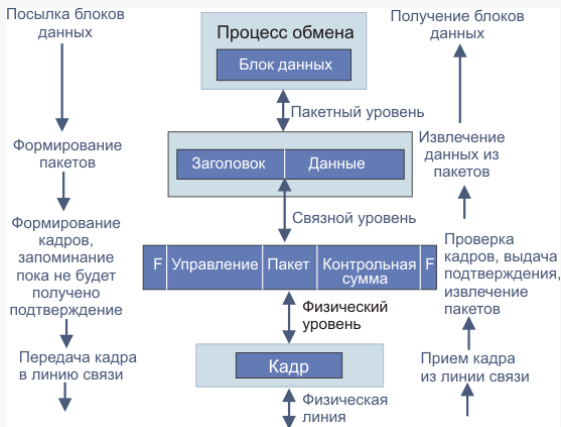 Посылка блоков
данных
Формирование
пакетов
Формирование
кадров,
запоминание
пока не будет
получено
подтверждение
Передача кадра
в линию связи
Процесс обмена
Блок данных
Пакетный уровень
Заголовок
Данные
Связной уровень
F
Управление
Пакет
Контрольная
сумма
F
Физический
уровень
Кадр
Физическая
линия
Получение блоков
данных
Извлечение
данных из
пакетов
Проверка
кадров, выдача
подтверждения,
извлечение
пакетов
Прием кадра
из линии связи